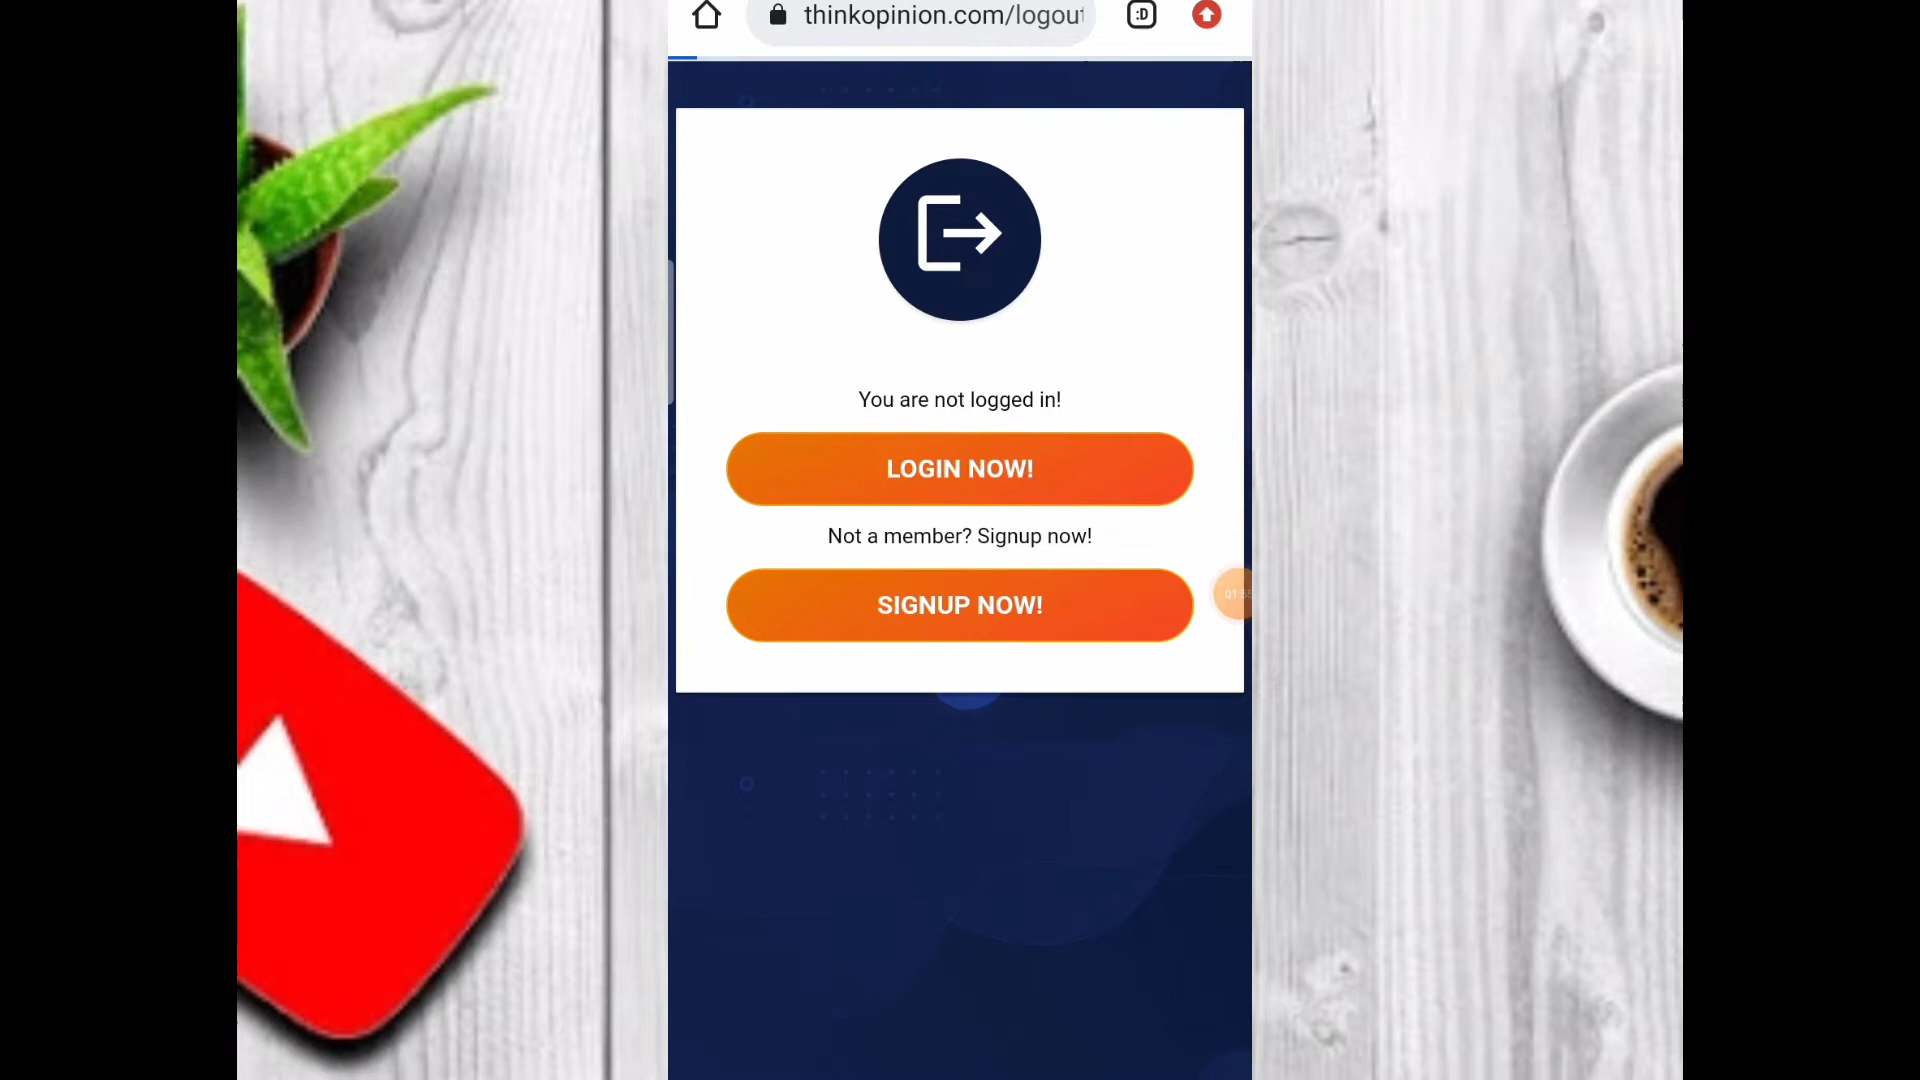 thinkopinion.com/logout
:D
You are not logged in!
LOGIN NOW!
Not a member? Signup now!
SIGNUP NOW!